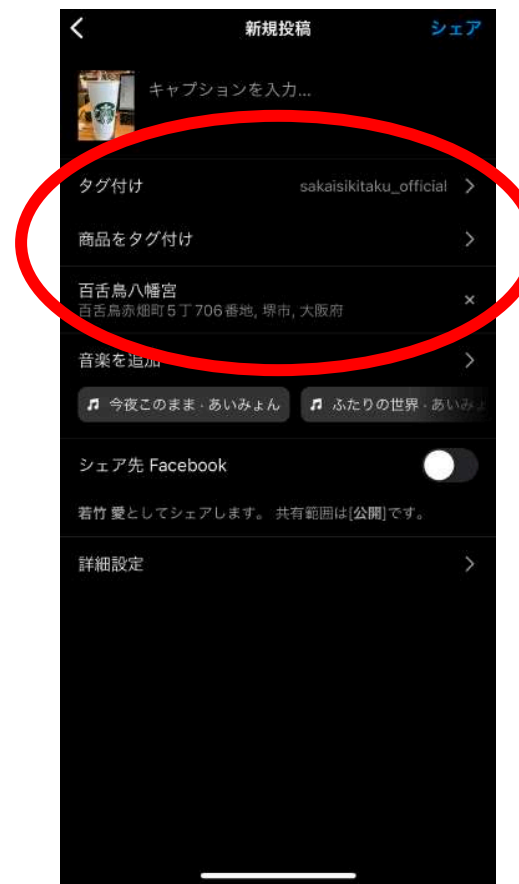 新規投稿
シェア
キャプションを入力...
タグ付け
sakaisikitaku_official
商品をタグ付け
百舌鳥八幡宮
百舌鳥赤畑町5丁706番地, 堺市, 大阪府
音楽を追加
今夜このまま · あいみょん
ふたりの世界 · あいみょ
シェア先 Facebook
若竹 愛としてシェアします。 共有範囲は[公開]です。
詳細設定